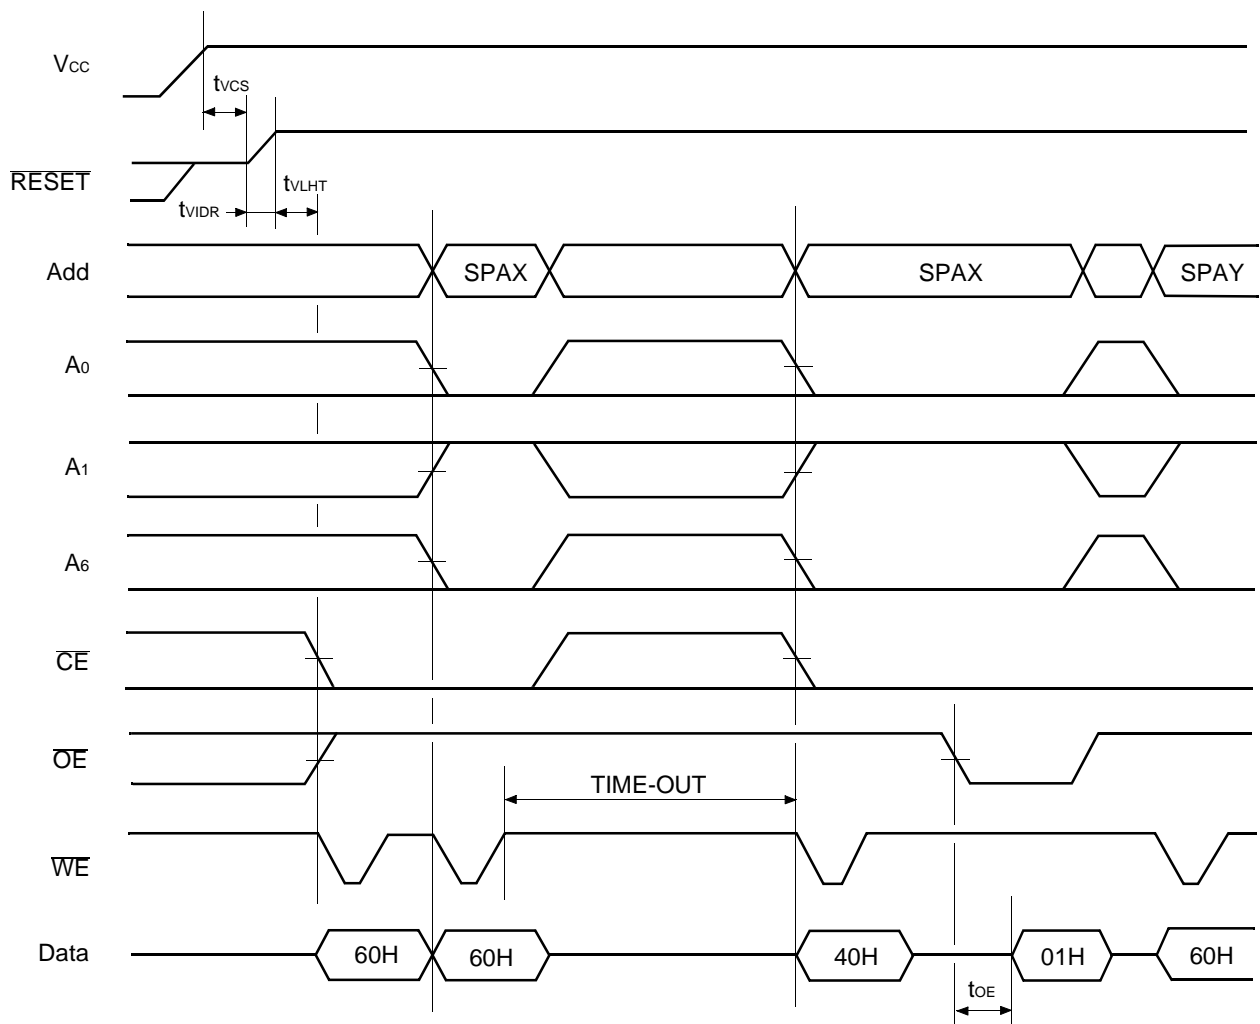 VCC
tVCS
RESET
tVLHT
tVIDR
Add
SPAX
SPAX
SPAY
A0
A1
A6
CE
OE
TIME-OUT
WE
Data
60H
60H
40H
01H
60H
tOE